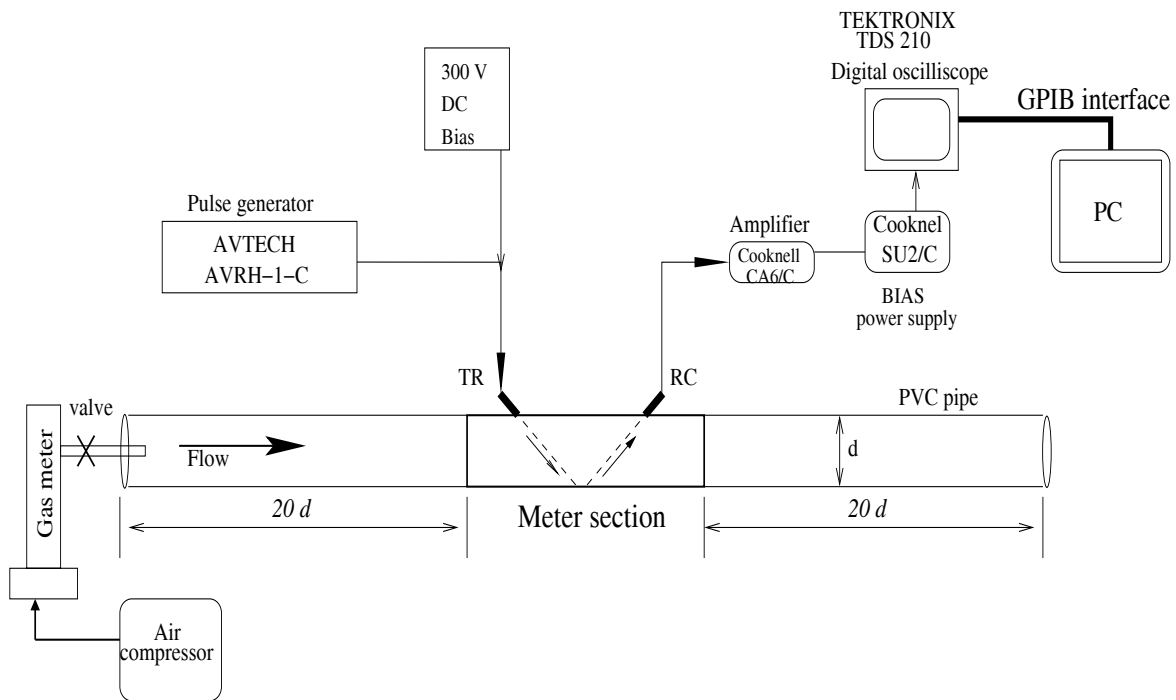 TEKTRONIX
TDS 210
Digital oscilliscope
GPIB interface
PC
300 V
DC
Bias
Pulse generator
AVTECH
AVRH-1-C
Amplifier
Cooknell
CA6/C
Cooknel
SU2/C
BIAS
power supply
TR
RC
PVC pipe
valve
Gas meter
Flow
d
20 d
Meter section
20 d
Air
compressor